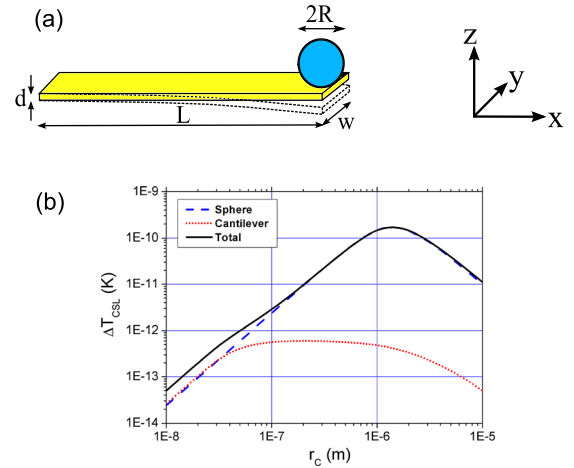 (a)
2R
d
L
w
z
y
x
(b)
1E-9
1E-10
1E-11
1E-12
1E-13
1E-14
Sphere
Cantilever
Total
ΔT_CSL (K)
1E-8 1E-7 1E-6 1E-5
r_C (m)